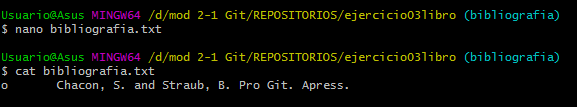 Usuario@Asus MINGW64 /d/mod 2-1 Git/REPOSITORIOS/ejercicio03libro (bibliografia)
$ nano bibliografia.txt
Usuario@Asus MINGW64 /d/mod 2-1 Git/REPOSITORIOS/ejercicio03libro (bibliografia)
$ cat bibliografia.txt
o Chacon, S. and Straub, B. Pro Git. Apress.